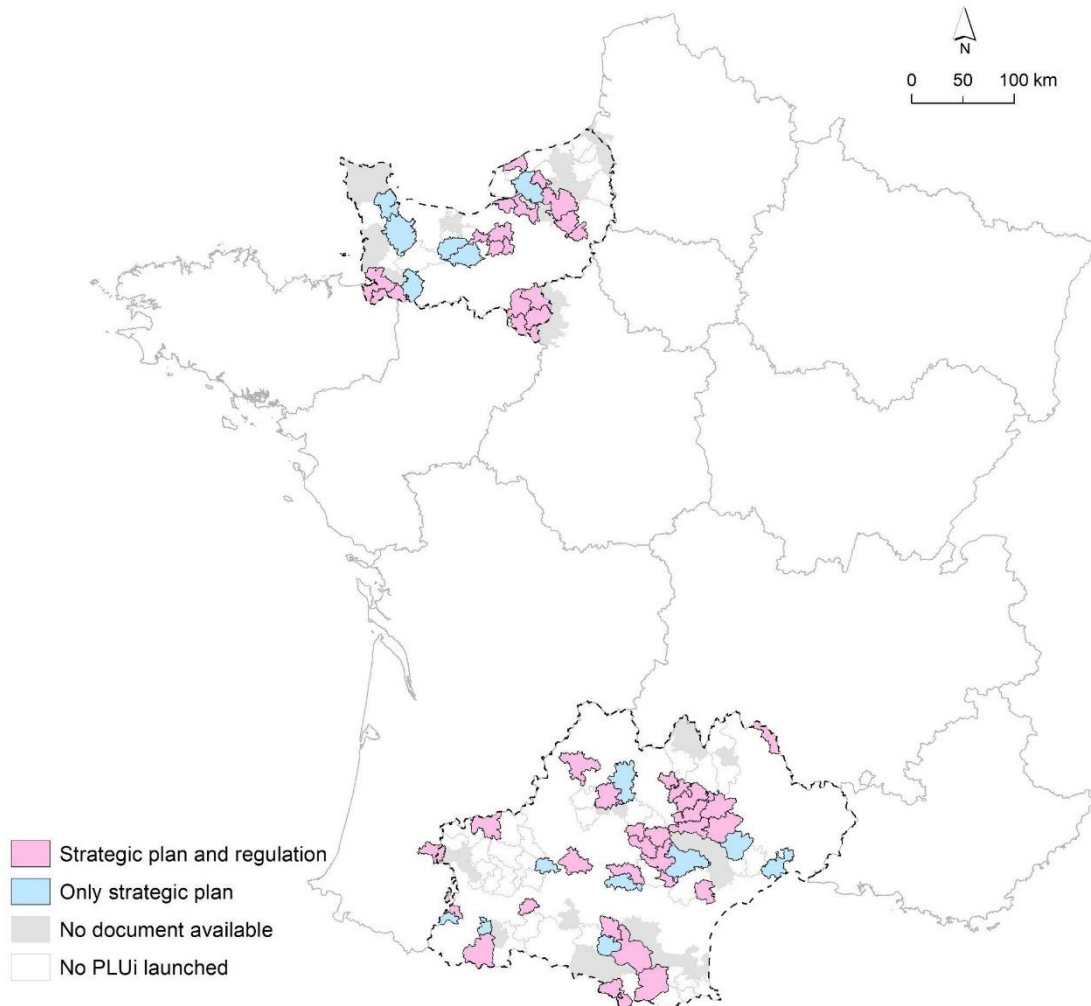 N
0 50 100 km
Strategic plan and regulation
Only strategic plan
No document available
No PLUi launched